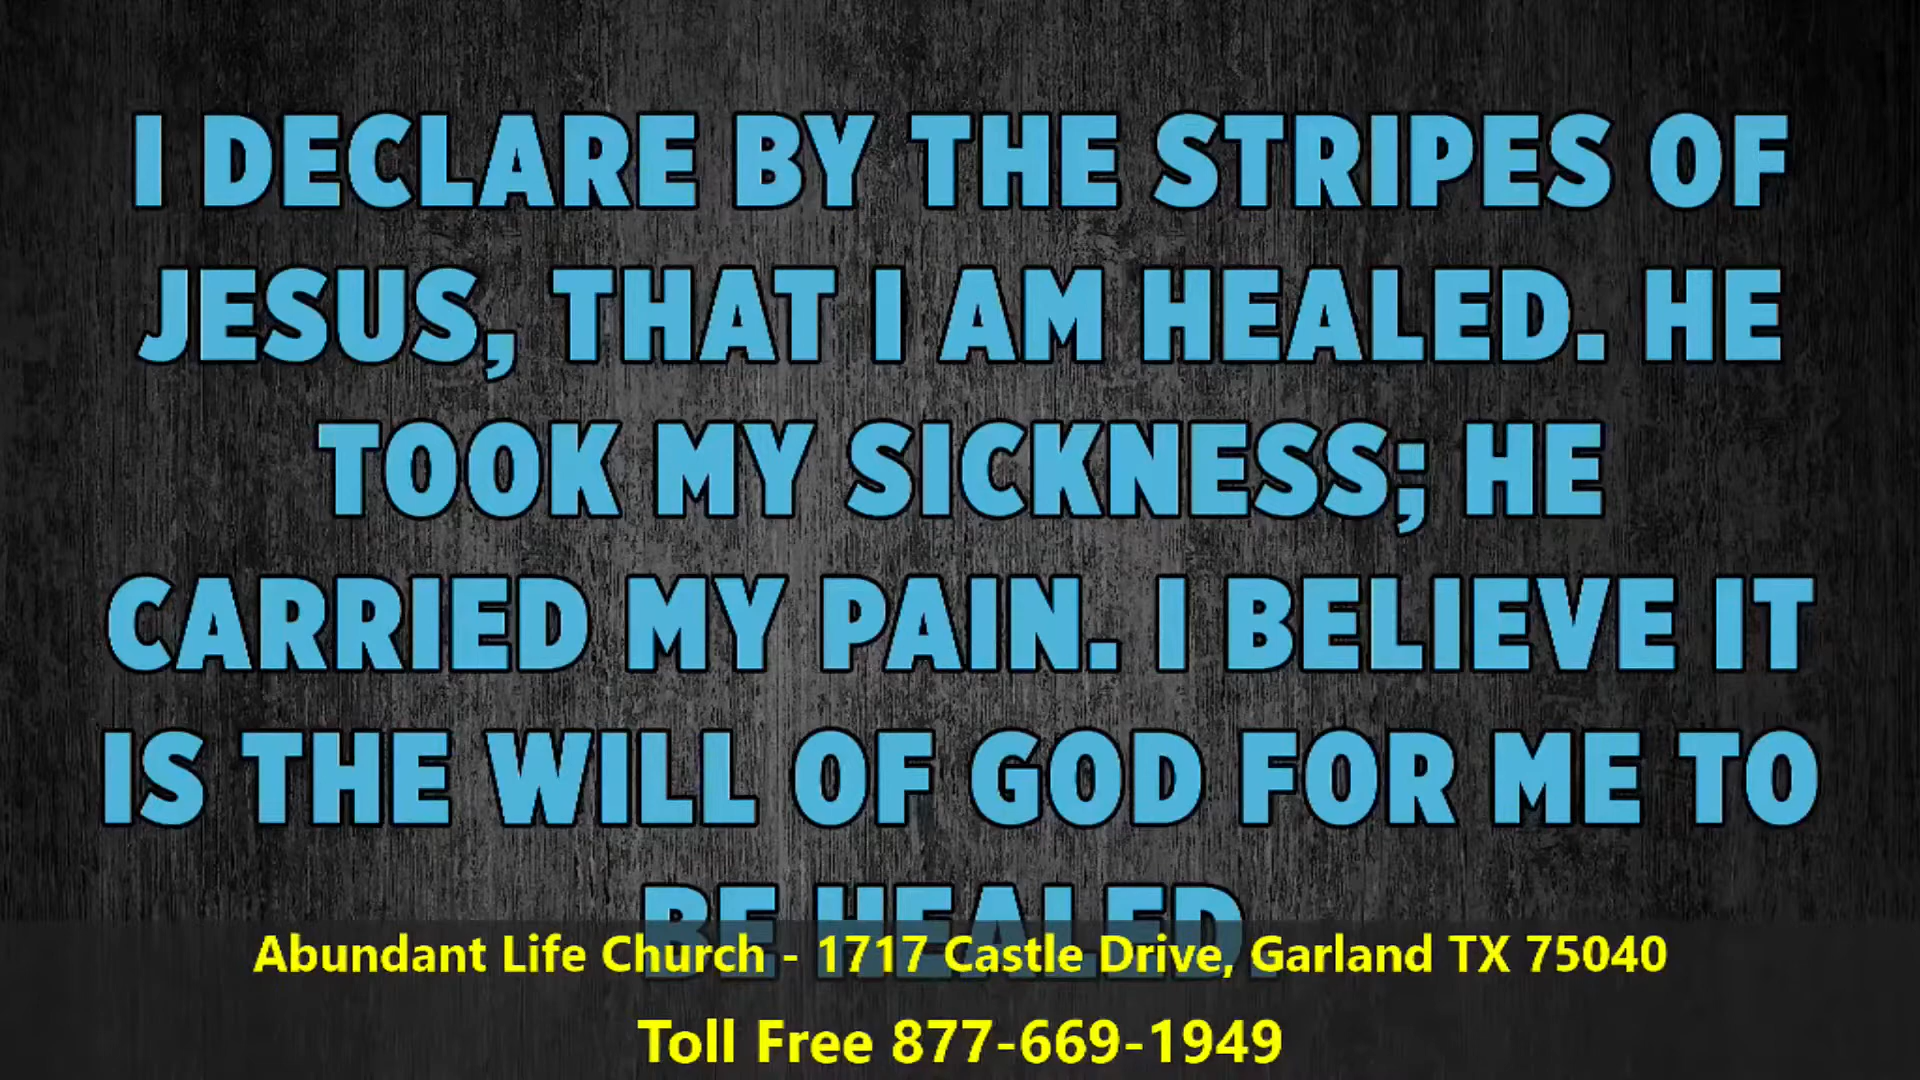 I DECLARE BY THE STRIPES OF
JESUS, THAT I AM HEALED. HE
TOOK MY SICKNESS; HE
CARRIED MY PAIN. I BELIEVE IT
IS THE WILL OF GOD FOR ME TO
BE HEALED.
Abundant Life Church - 1717 Castle Drive, Garland TX 75040
Toll Free 877-669-1949